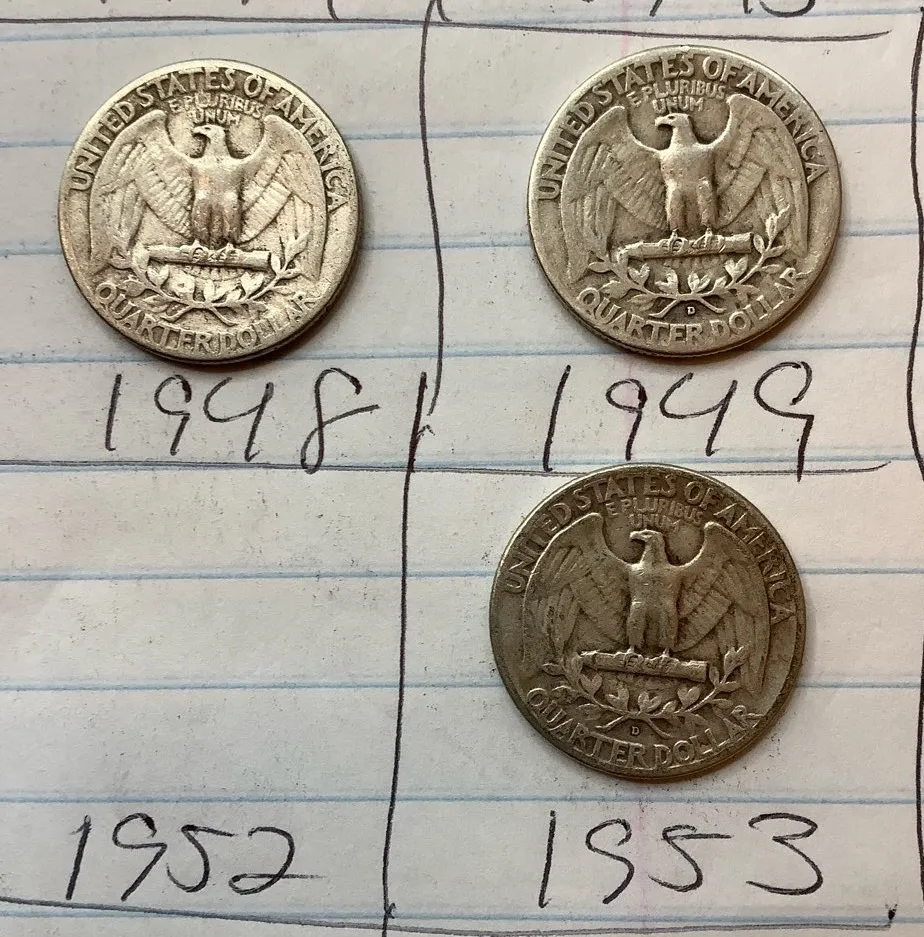 UNITED STATES OF AMERICA
E PLURIBUS
UNUM
QUARTER DOLLAR
1948
UNITED STATES OF AMERICA
E PLURIBUS
UNUM
D
QUARTER DOLLAR
1949
1952
UNITED STATES OF AMERICA
E PLURIBUS
UNUM
D
QUARTER DOLLAR
1953